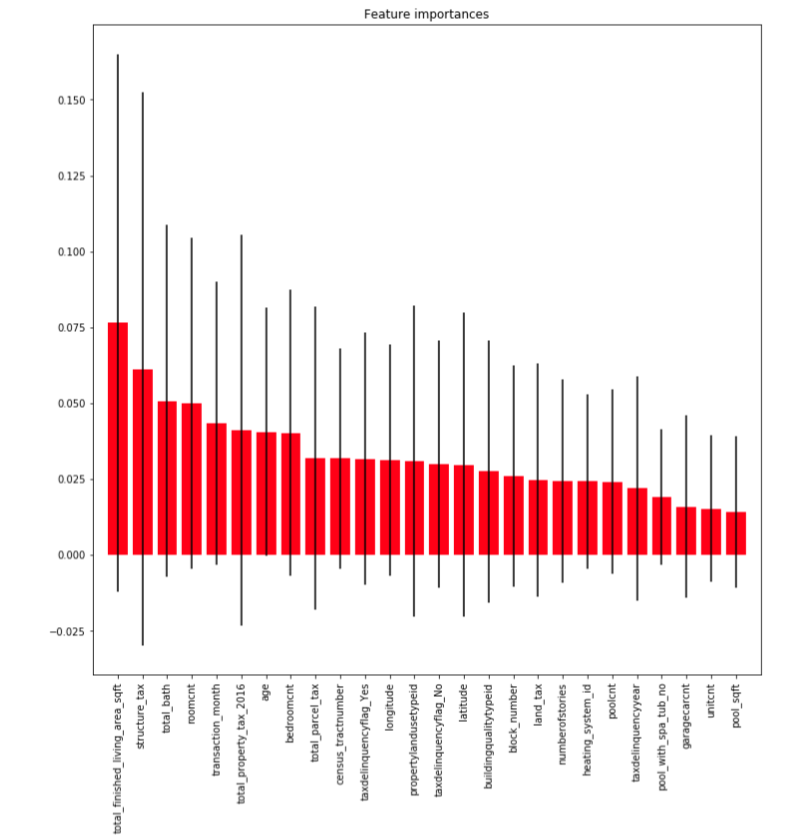 Feature importances
0.150
0.125
0.100
0.075
0.050
0.025
0.000
−0.025
total_finished_living_area_sqft
structure_tax
total_bath
roomcnt
transaction_month
total_property_tax_2016
age
bedroomcnt
total_parcel_tax
census_tractnumber
taxdelinquencyflag_Yes
longitude
propertylandusetypeid
taxdelinquencyflag_No
latitude
buildingqualitytypeid
block_number
land_tax
numberofstories
heating_system_id
poolcnt
taxdelinquencyyear
pool_with_spa_tub_no
garagecarcnt
unitcnt
pool_sqft